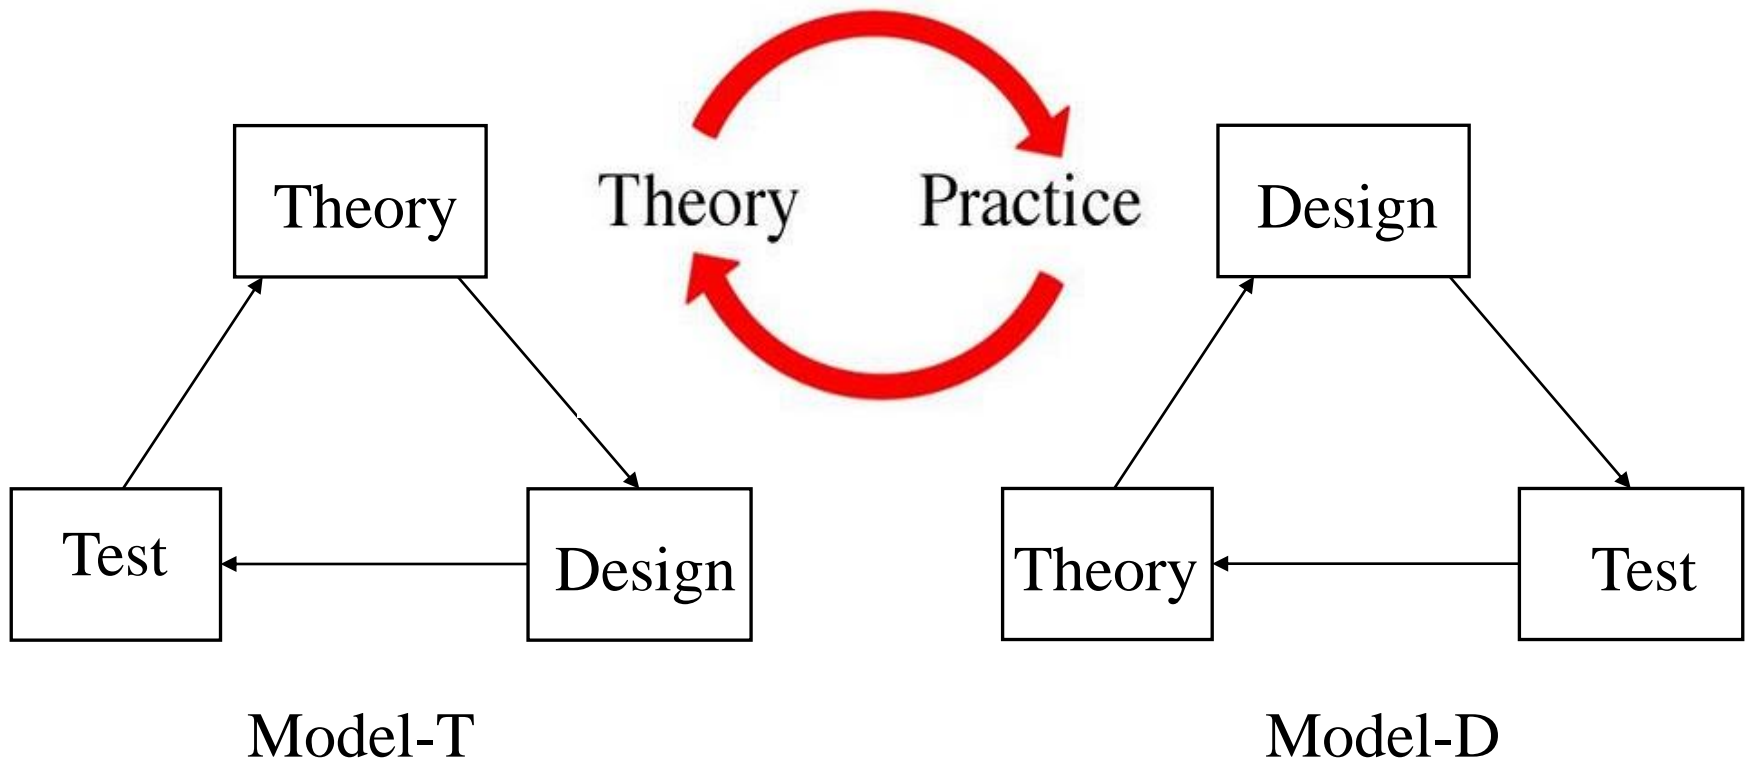 Theory
Theory
Practice
Design
Test
Design
Theory
Test
Model-T
Model-D